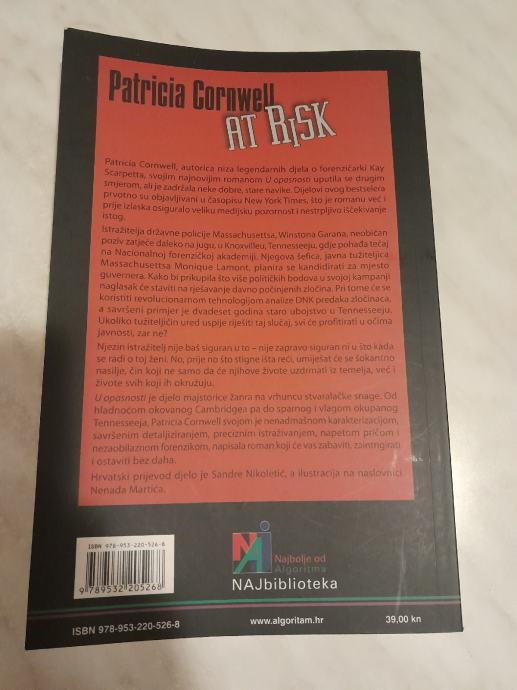 Patricia Cornwell
AT RISK
Patricia Cornwell, autorica niza legendarnih djela o forenzičarki Kay
Scarpetta, svojim najnovijim romanom U opasnosti uputila se drugim
smjerom, ali je zadržala neke dobre, stare navike. Dijelovi ovog bestselera
prvotno su objavljivani u časopisu New York Times, što je romanu već i
prije izlaska osiguralo veliku medijsku pozornost i nestrpljivo iščekivanje
istog.
Istražitelja državne policije Massachusettsa, Winstona Garana, neobičan
poziv zatječe daleko na jugu, u Knoxvilleu, Tennesseeju, gdje pohađa tečaj
na Nacionalnoj forenzičkoj akademiji. Njegova šefica, javna tužiteljica
Massachusettsa Monique Lamont, planira se kandidirati za mjesto
guvernera. Kako bi prikupila što više političkih bodova u svojoj kampanji
naglasak će staviti na rješavanje davno počinjenih zločina. Pri tome će se
koristiti revolucionarnom tehnologijom analize DNK predaka zločinaca,
a savršeni primjer je dvadeset godina staro ubojstvo u Tennesseeju.
Ukoliko tužiteljičin ured uspije riješiti taj slučaj, svi će profitirati u očima
javnosti, zar ne?
Njezin istražitelj nije baš siguran u to – nije zapravo siguran ni u što kada
se radi o toj ženi. No, prije no što stigne išta reći, umiješat će se šokantno
nasilje, čin koji ne samo da će njihove živote uzdrmati iz temelja, već i
živote svih koji ih okružuju.
U opasnosti je djelo majstorice žanra na vrhuncu stvaralačke snage. Od
hladnoćom okovanog Cambridgea pa do sparnog i vlagom okupanog
Tennesseeja, Patricia Cornwell svojom je nenadmašnom karakterizacijom,
savršenim detaljiziranjem, preciznim istraživanjem, napetom pričom i
nezaobilaznom forenzikom, napisala roman koji će vas zabaviti, zaintrigirati
i ostaviti bez daha.
Hrvatski prijevod djelo je Sandre Nikoletić, a ilustracija na naslovnici
Nenada Martića.
ISBN 978-953-220-526-8
9 789532 205268
NAJ
Najbolje od
Algoritma
NAJbiblioteka
ISBN 978-953-220-526-8
www.algoritam.hr
39,00 kn